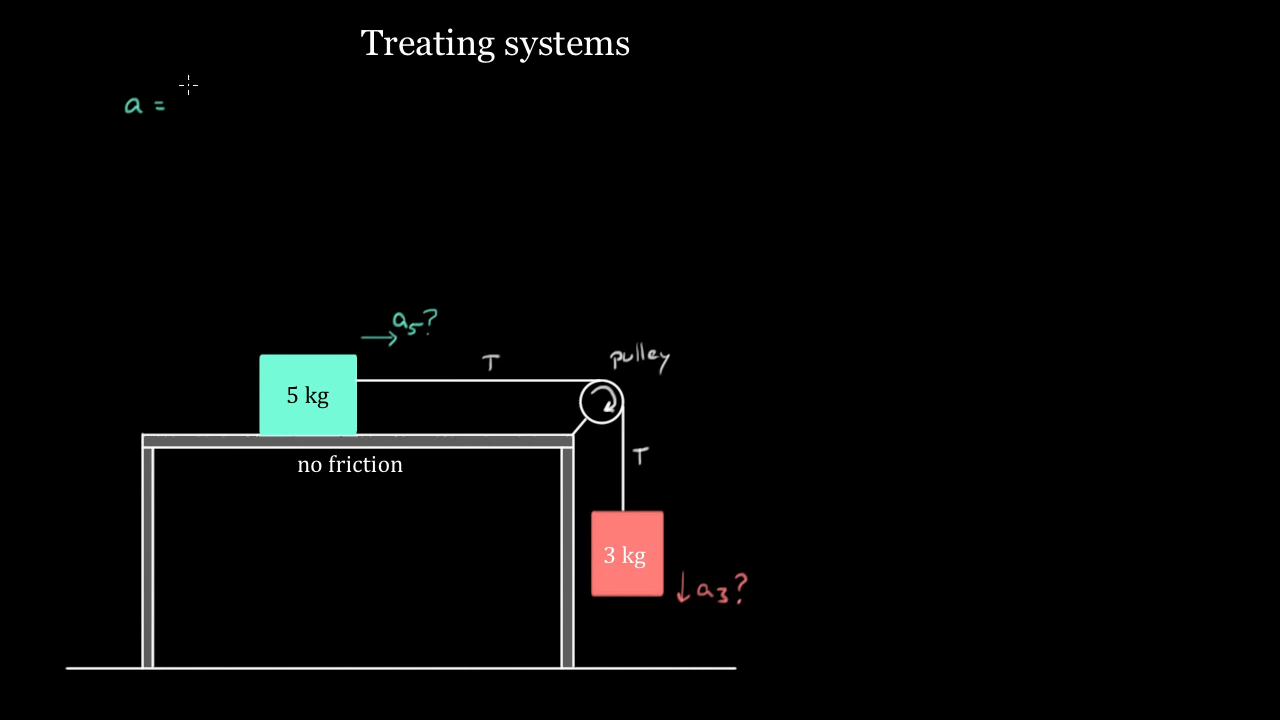 Treating systems
a =
a₅?
T
pulley
5 kg
T
no friction
3 kg
a₃?